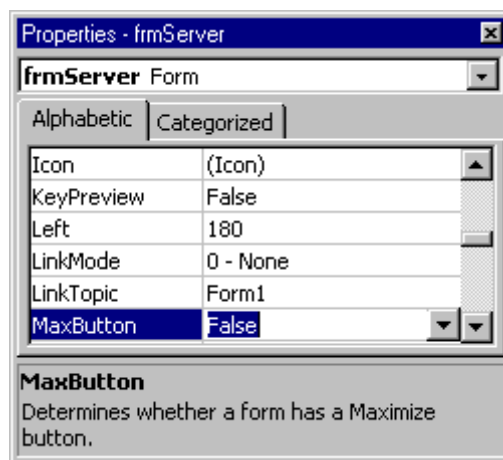 Properties - frmServer
frmServer Form
Alphabetic Categorized
Icon (Icon)
KeyPreview False
Left 180
LinkMode 0 - None
LinkTopic Form1
MaxButton False
MaxButton
Determines whether a form has a Maximize
button.